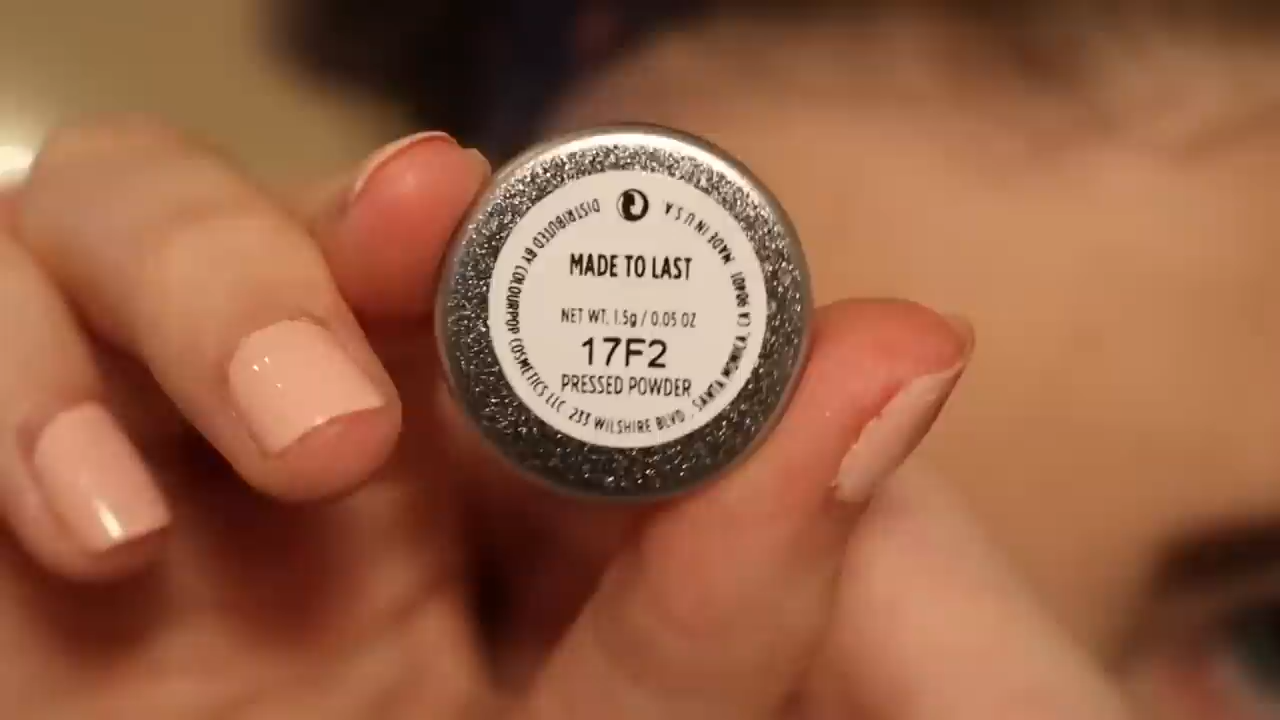 MADE TO LAST
NET WT. 1.5g / 0.05 OZ
17F2
PRESSED POWDER
DISTRIBUTED BY COLOURPOP COSMETICS LLC 233 WILSHIRE BLVD., SANTA MONICA, CA 90401 MADE IN USA